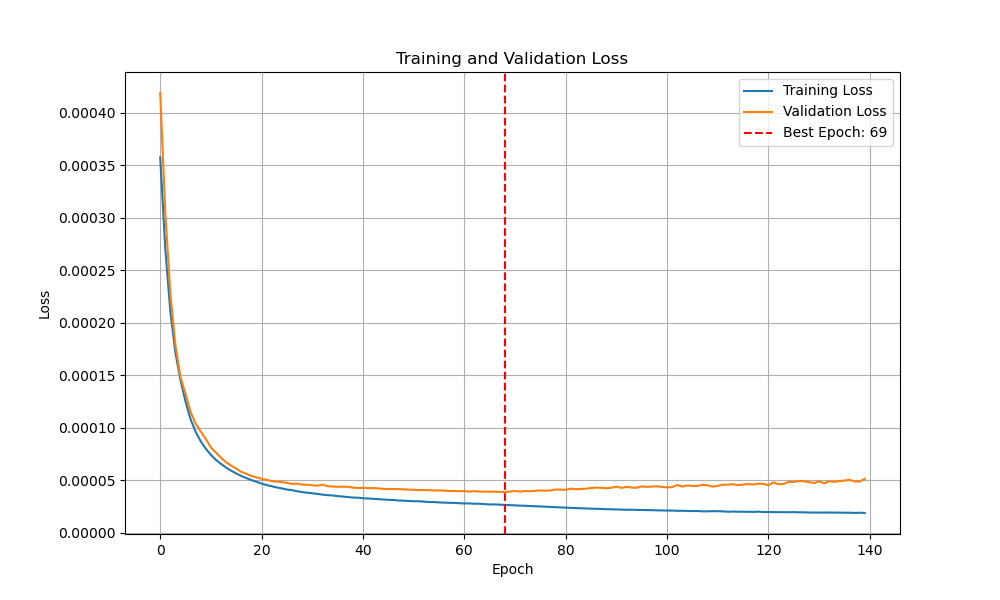 Training and Validation Loss
Training Loss
Validation Loss
Best Epoch: 69
Loss
0.00040
0.00035
0.00030
0.00025
0.00020
0.00015
0.00010
0.00005
0.00000
0 20 40 60 80 100 120 140
Epoch